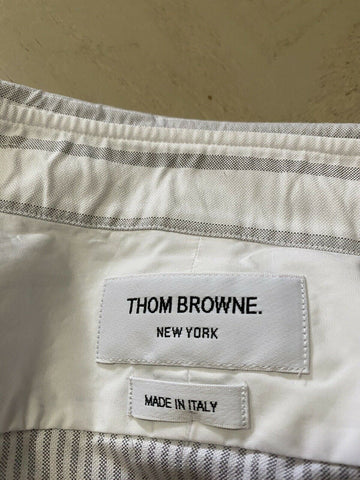 THOM BROWNE.
NEW YORK
MADE IN ITALY